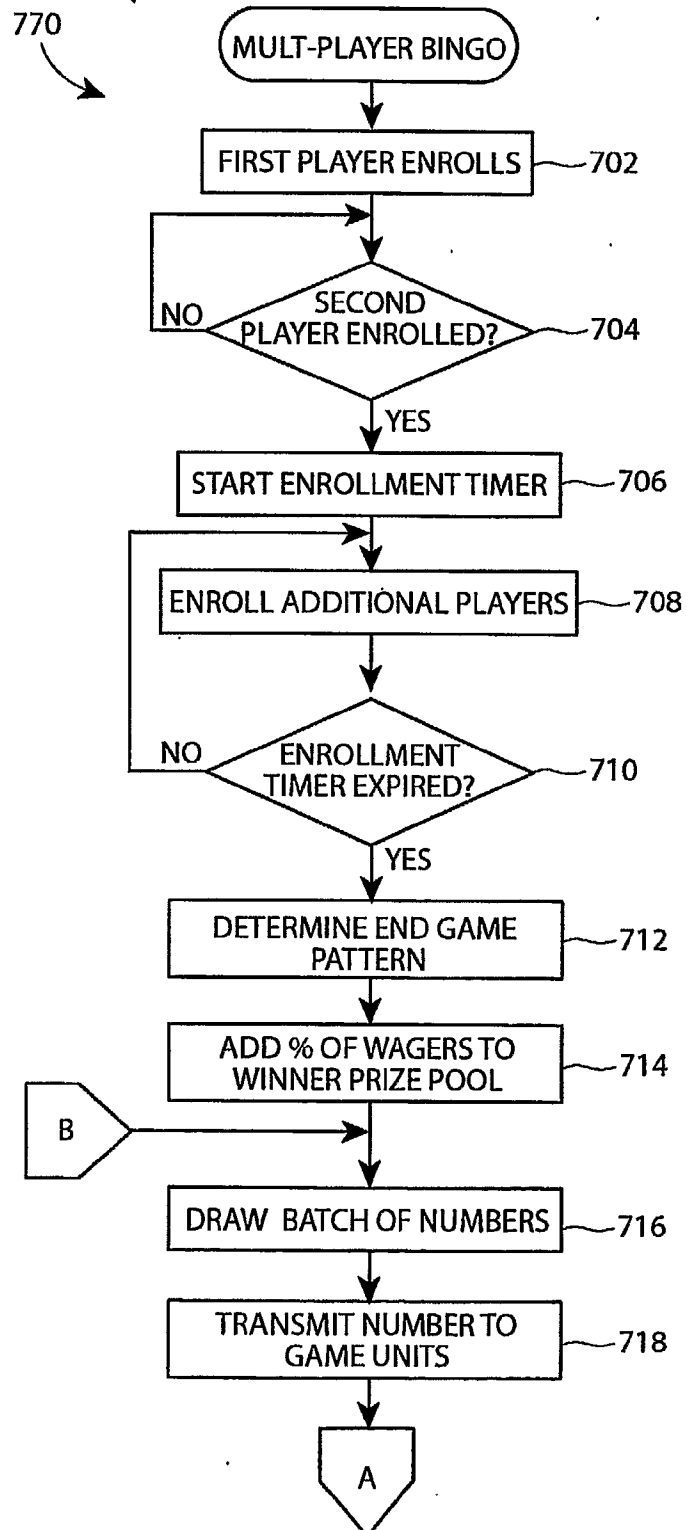 770
MULT-PLAYER BINGO
FIRST PLAYER ENROLLS
702
SECOND
PLAYER ENROLLED?
704
NO
YES
START ENROLLMENT TIMER
706
ENROLL ADDITIONAL PLAYERS
708
NO
ENROLLMENT
TIMER EXPIRED?
710
YES
DETERMINE END GAME
PATTERN
712
ADD % OF WAGERS TO
WINNER PRIZE POOL
714
B
DRAW BATCH OF NUMBERS
716
TRANSMIT NUMBER TO
GAME UNITS
718
A